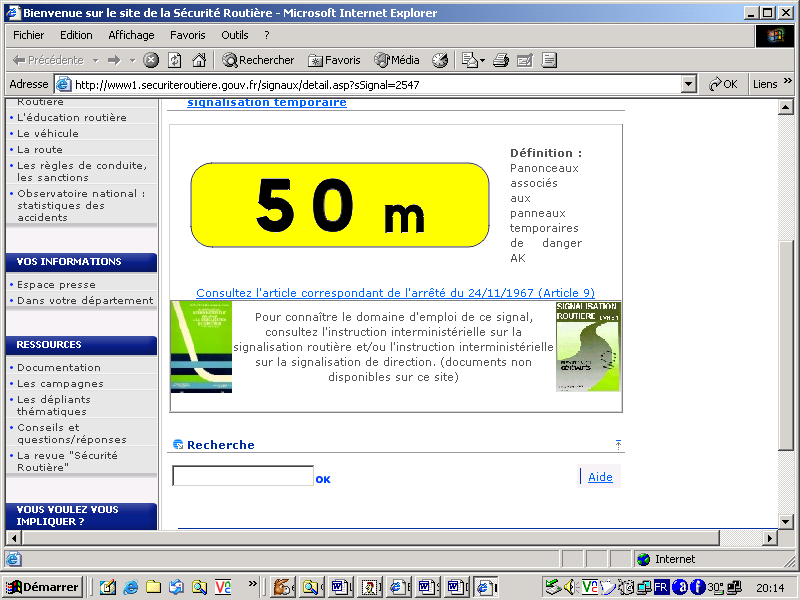 Bienvenue sur le site de la Sécurité Routière - Microsoft Internet Explorer
Fichier Edition Affichage Favoris Outils ?
Précédente Rechercher Favoris Média
Adresse http://www1.securiteroutiere.gouv.fr/signaux/detail.asp?sSignal=2547 OK Liens »
Routière
L'éducation routière
Le véhicule
La route
Les règles de conduite,
les sanctions
Observatoire national :
statistiques des
accidents
VOS INFORMATIONS
Espace presse
Dans votre département
RESSOURCES
Documentation
Les campagnes
Les dépliants
thématiques
Conseils et
questions/réponses
La revue "Sécurité
Routière"
VOUS VOULEZ VOUS
IMPLIQUER ?
signalisation temporaire
50 m
Définition :
Panonceaux
associés
aux
panneaux
temporaires
de danger
AK
Consultez l'article correspondant de l'arrêté du 24/11/1967 (Article 9)
Pour connaître le domaine d'emploi de ce signal,
consultez l'instruction interministérielle sur la
signalisation routière et/ou l'instruction interministérielle
sur la signalisation de direction. (documents non
disponibles sur ce site)
SIGNALISATION
ROUTIERE
Recherche
OK
Aide
Internet
Démarrer » FR 30° 20:14